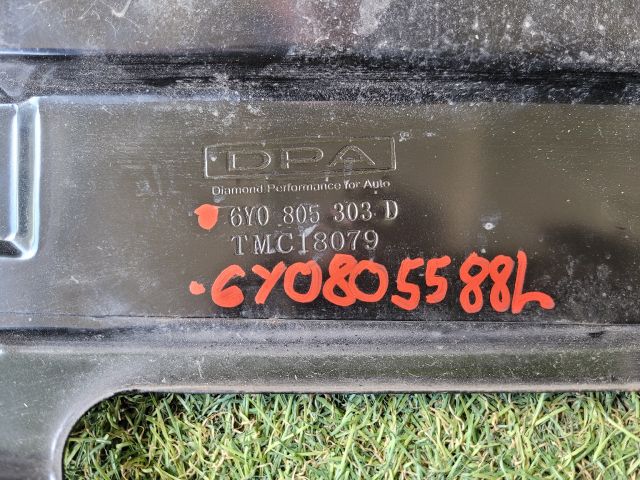 DPA
Diamond Performance for Auto
6Y0 805 303 D
TMC18079
6Y0805588L